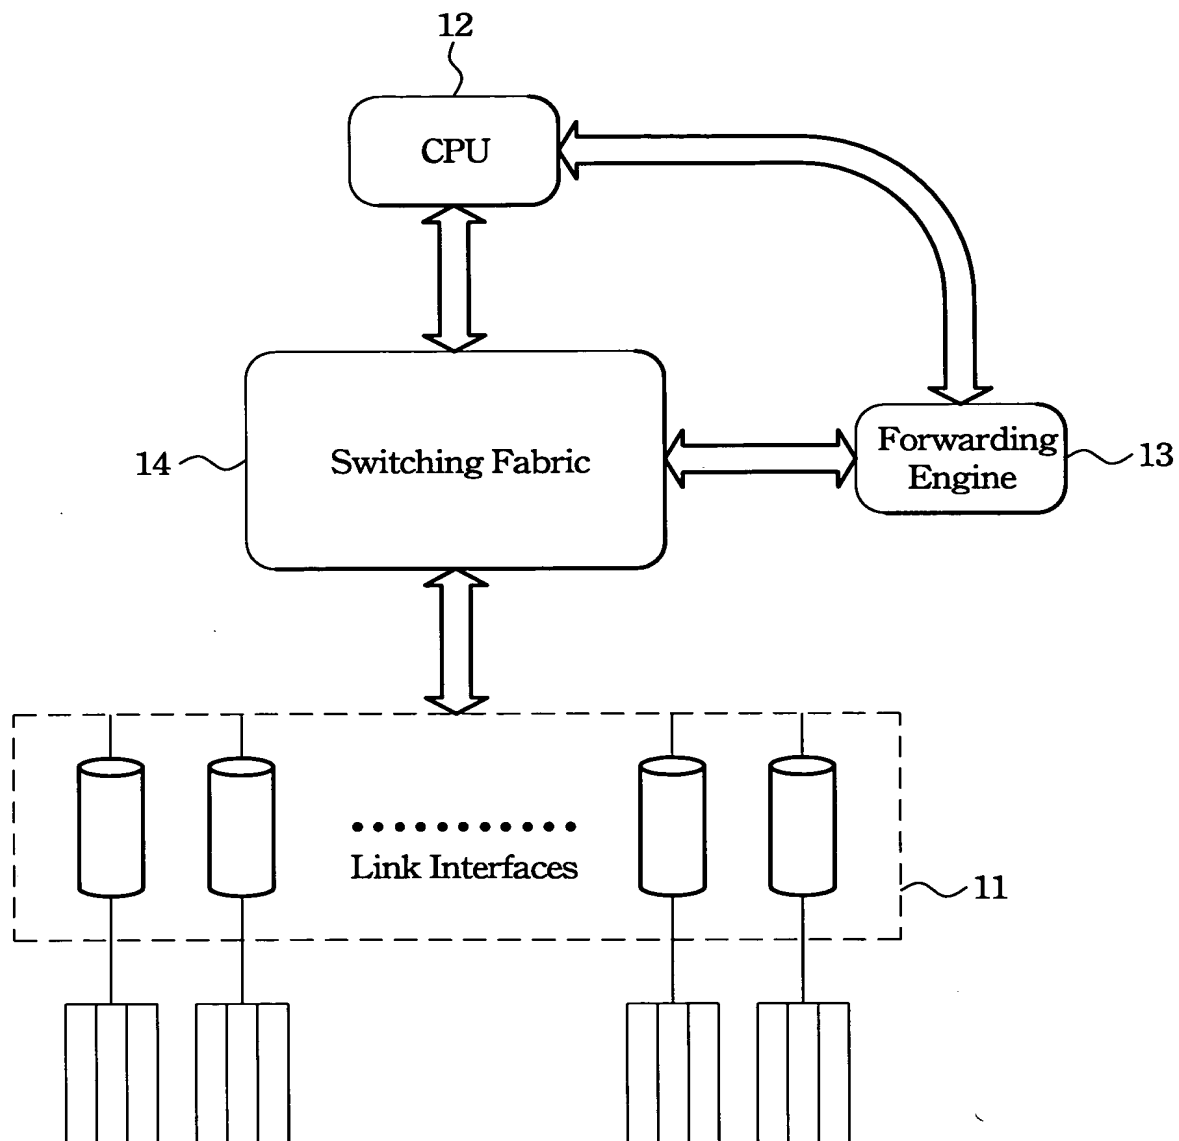 12
CPU
14
Switching Fabric
Forwarding
Engine
13
Link Interfaces
11